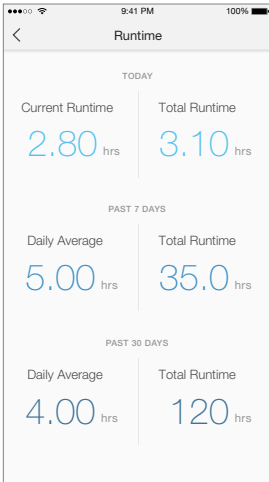 9:41 PM 100%
Runtime
TODAY
Current Runtime Total Runtime
2.80 hrs 3.10 hrs
PAST 7 DAYS
Daily Average Total Runtime
5.00 hrs 35.0 hrs
PAST 30 DAYS
Daily Average Total Runtime
4.00 hrs 120 hrs